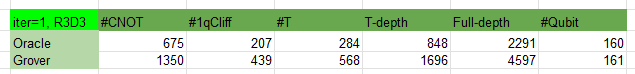 iter=1, R3D3 #CNOT #1qCliff #T T-depth Full-depth #Qubit
Oracle 675 207 284 848 2291 160
Grover 1350 439 568 1696 4597 161